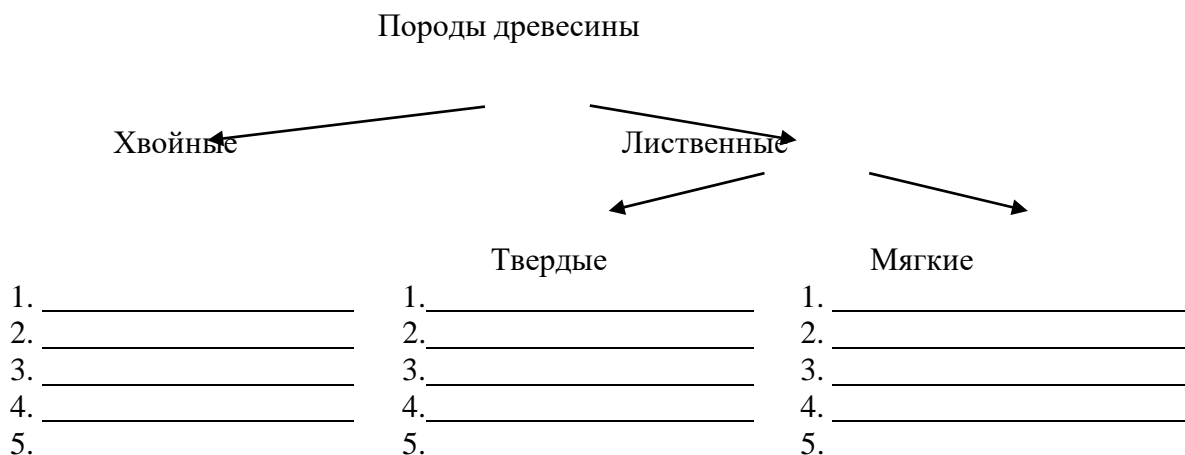 Породы древесины
Хвойные Лиственные
Твердые Мягкие
1. 1. 1.
2. 2. 2.
3. 3. 3.
4. 4. 4.
5. 5. 5.